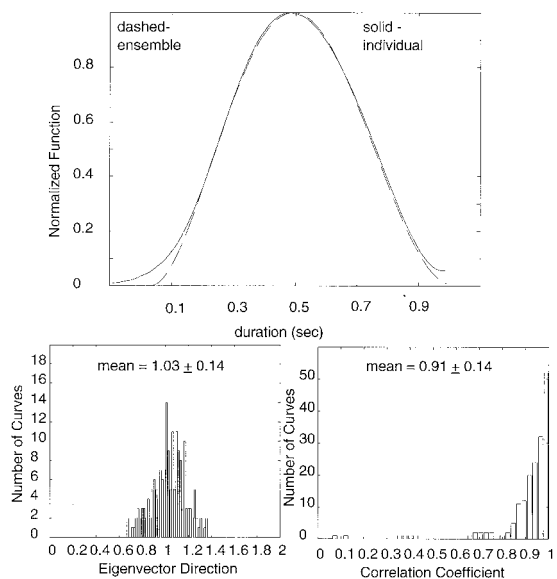 dashed-
ensemble
solid -
individual
0.8
0.6
0.4
0.2
0
Normalized Function
0.1 0.3 0.5 0.7 0.9
duration (sec)
18
16
14
12
10
8
6
4
2
0
Number of Curves
mean = 1.03 ± 0.14
0 0.2 0.4 0.6 0.8 1 1.2 1.4 1.6 1.8 2
Eigenvector Direction
50
40
30
20
10
0
Number of Curves
mean = 0.91 ± 0.14
0 0.1 0.2 0.3 0.4 0.5 0.6 0.7 0.8 0.9 1
Correlation Coefficient